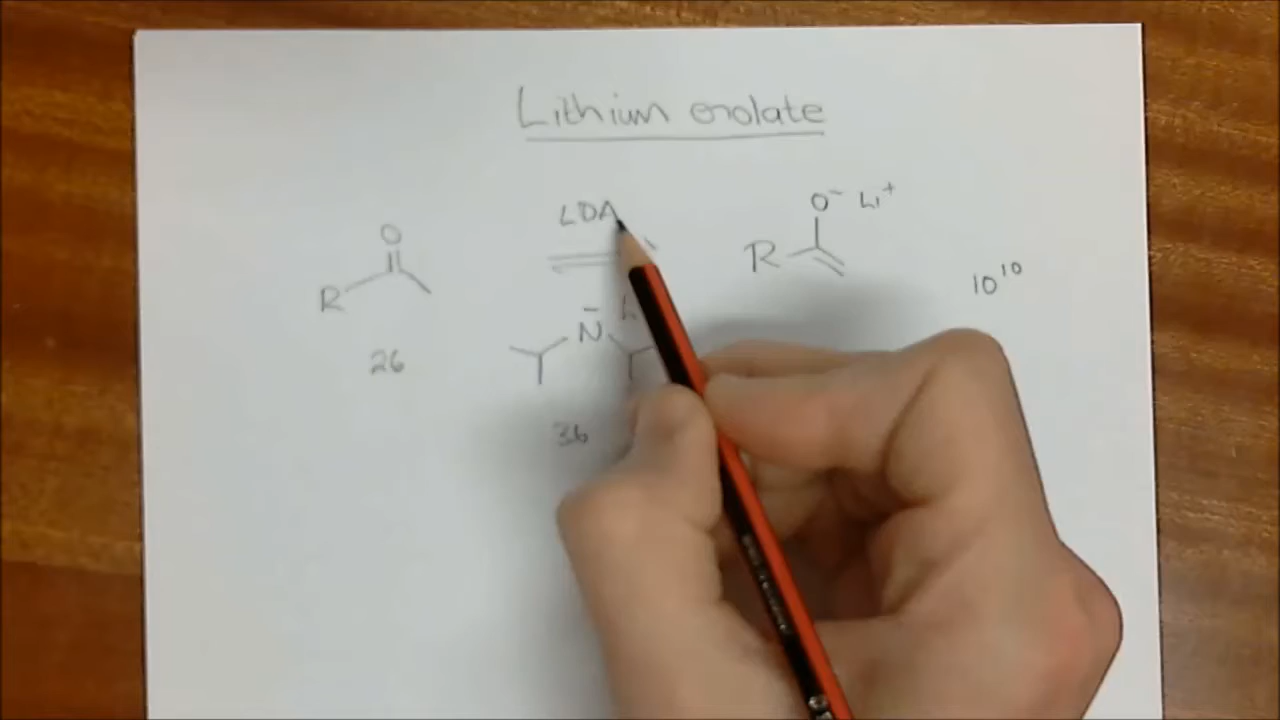 Lithium enolate
LDA
O⁻ Li⁺
O
R
R
10¹⁰
N⁻ L
26
36